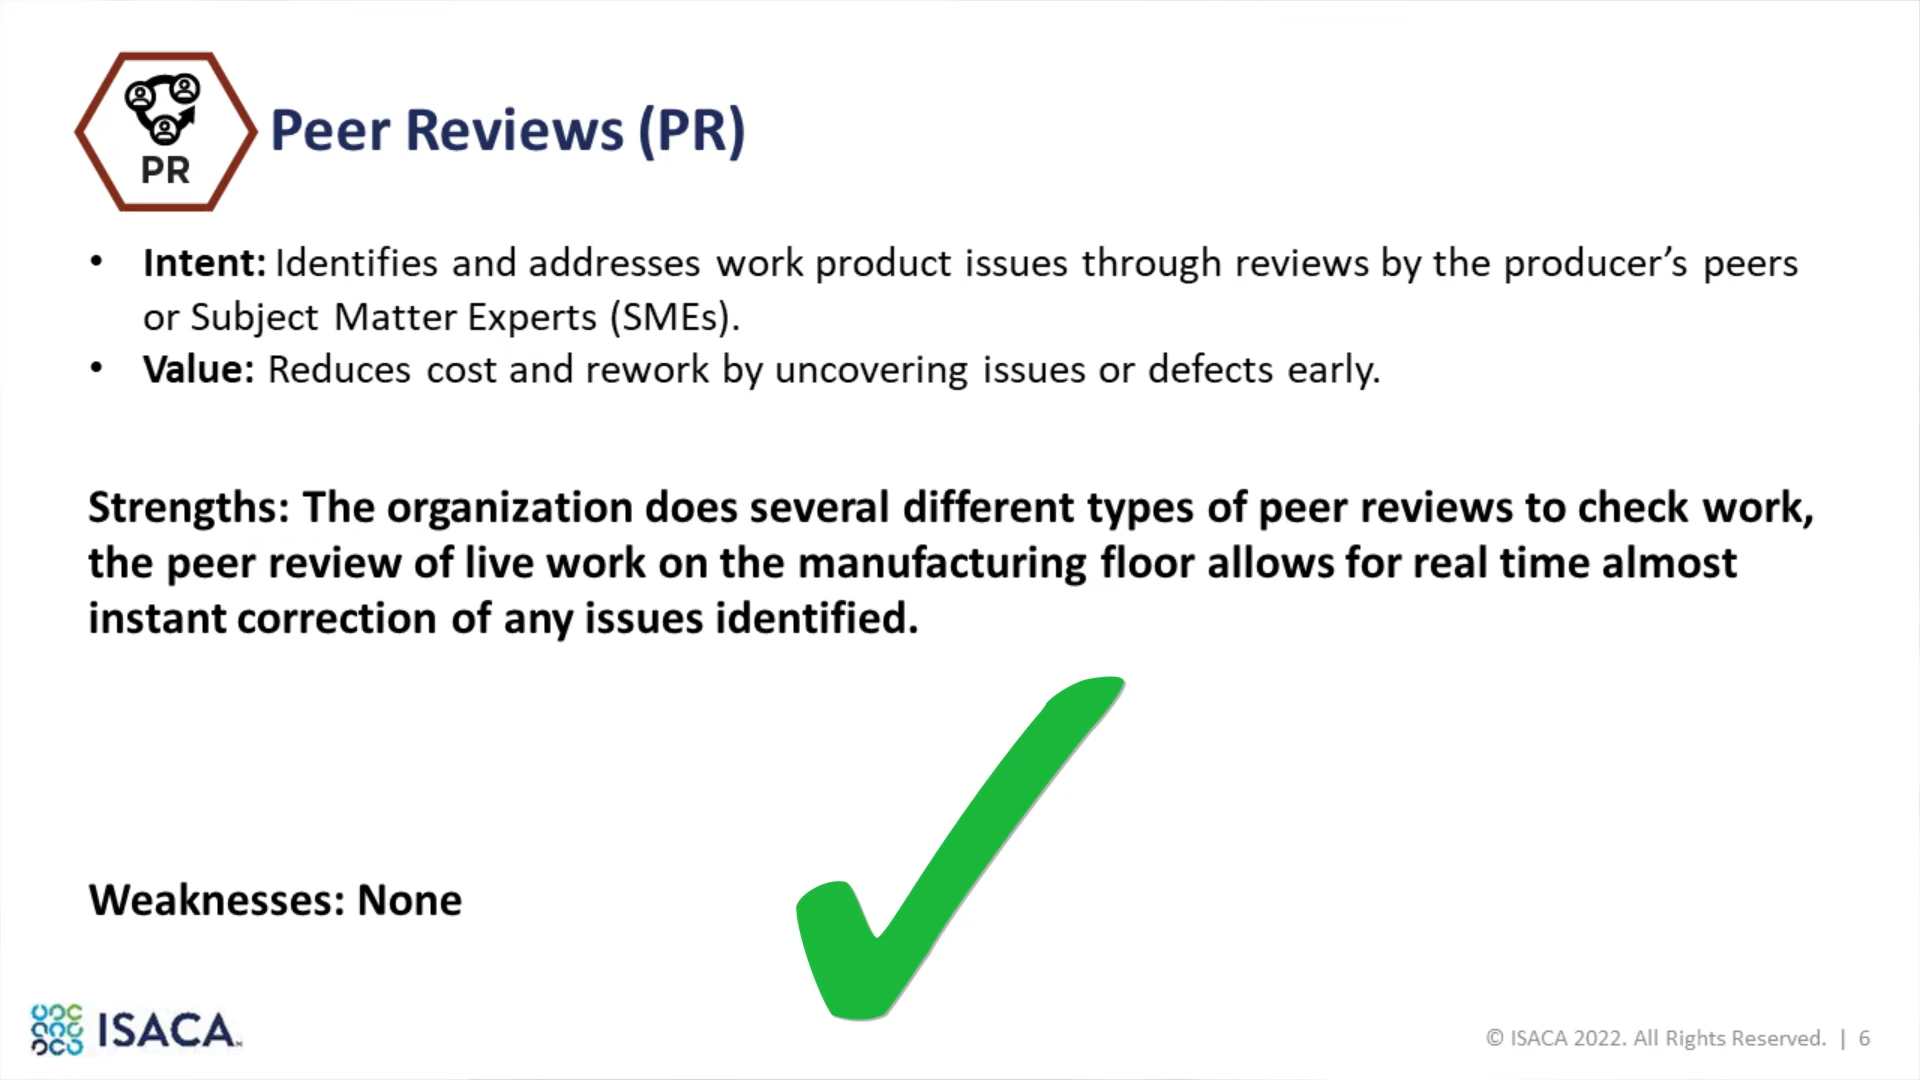 PR
Peer Reviews (PR)
• Intent: Identifies and addresses work product issues through reviews by the producer’s peers
or Subject Matter Experts (SMEs).
• Value: Reduces cost and rework by uncovering issues or defects early.
Strengths: The organization does several different types of peer reviews to check work,
the peer review of live work on the manufacturing floor allows for real time almost
instant correction of any issues identified.
Weaknesses: None
ISACA
© ISACA 2022. All Rights Reserved. | 6